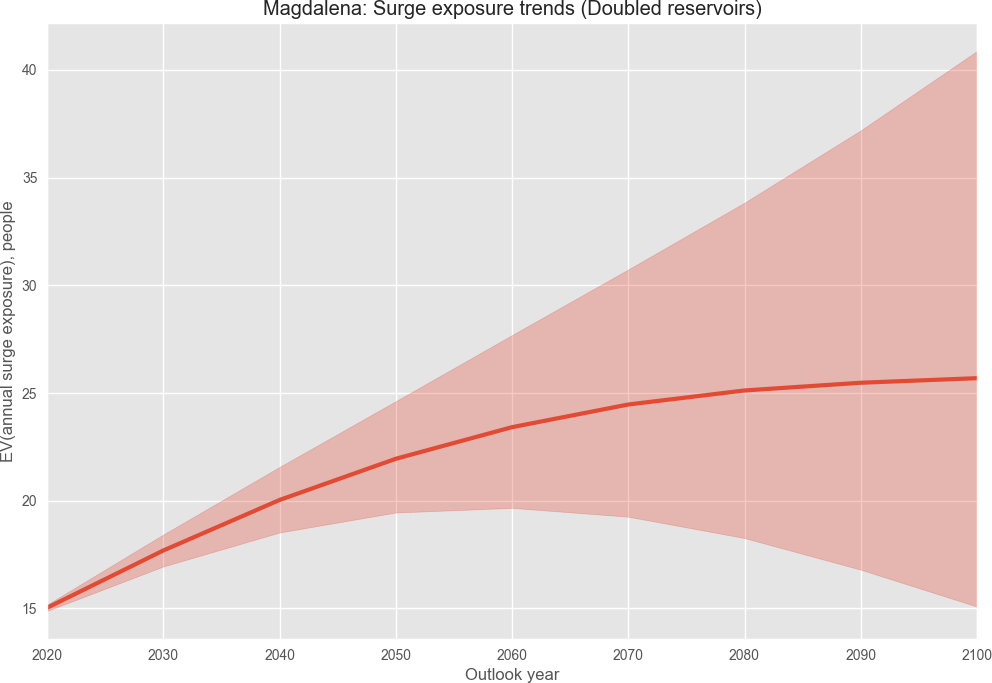 Magdalena: Surge exposure trends (Doubled reservoirs)
EV(annual surge exposure), people
40
35
30
25
20
15
2020 2030 2040 2050 2060 2070 2080 2090 2100
Outlook year